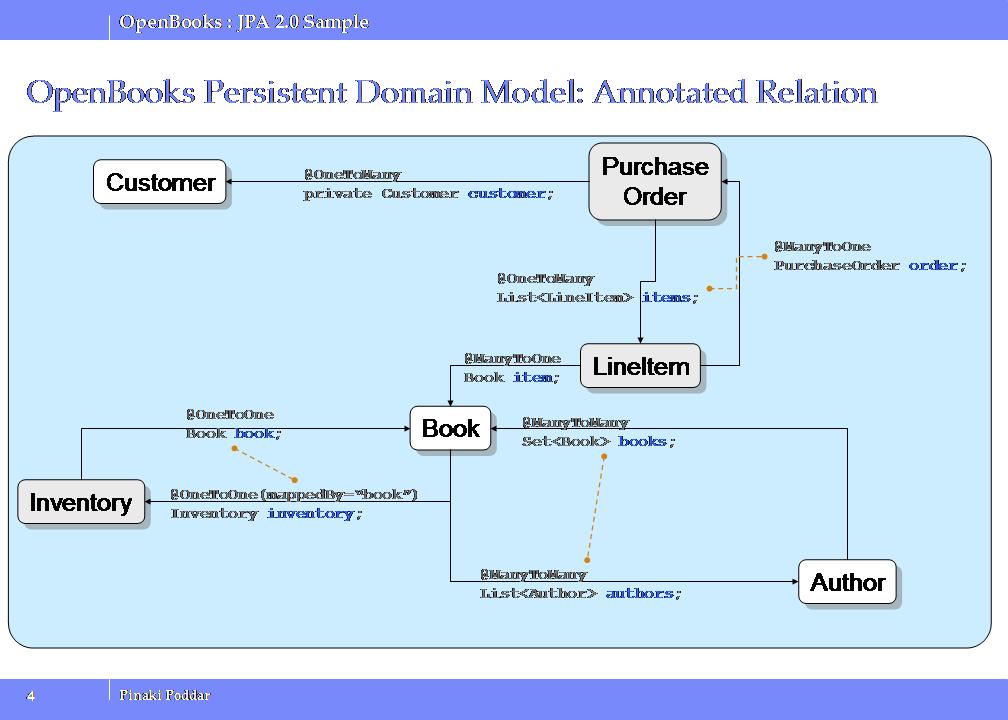 OpenBooks : JPA 2.0 Sample
OpenBooks Persistent Domain Model: Annotated Relation
Customer
@OneToMany
private Customer customer;
Purchase
Order
@ManyToOne
PurchaseOrder order;
@OneToMany
List<LineItem> items;
@ManyToOne
Book item;
LineItem
@OneToOne
Book book;
Book
@ManyToMany
Set<Book> books;
Inventory
@OneToOne(mappedBy=“book”)
Inventory inventory;
@ManyToMany
List<Author> authors;
Author
4
Pinaki Poddar